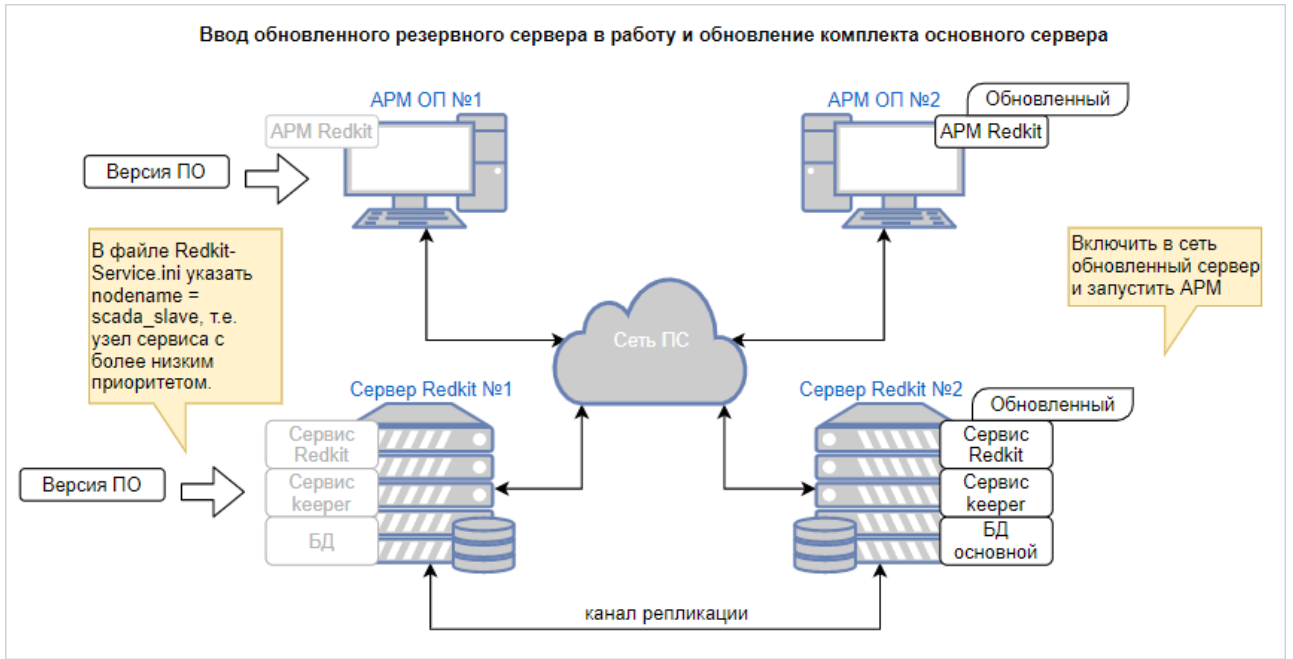 Ввод обновленного резервного сервера в работу и обновление комплекта основного сервера
АРМ ОП №1
АРМ Redkit
Версия ПО
АРМ ОП №2
Обновленный
АРМ Redkit
В файле Redkit-
Service.ini указать
nodename =
scada_slave, т.е.
узел сервиса с
более низким
приоритетом.
Включить в сеть
обновленный сервер
и запустить АРМ
Сеть ПС
Сервер Redkit №1
Сервис
Redkit
Сервис
keeper
БД
Версия ПО
Сервер Redkit №2
Обновленный
Сервис
Redkit
Сервис
keeper
БД
основной
канал репликации